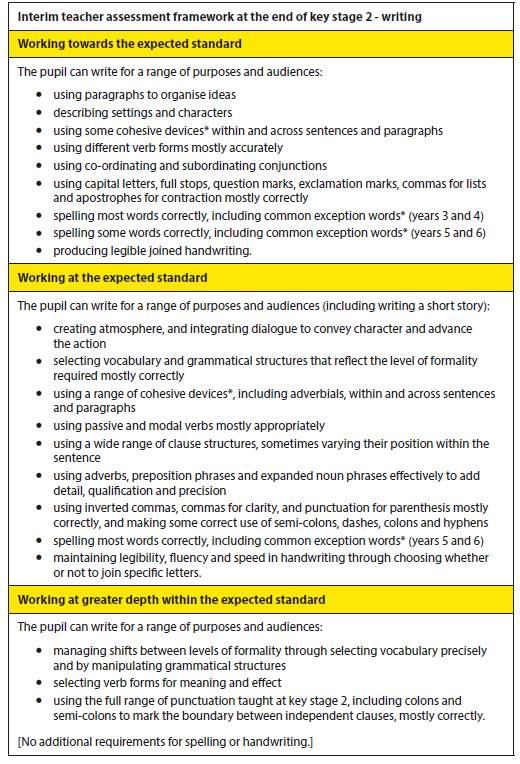 Interim teacher assessment framework at the end of key stage 2 - writing
Working towards the expected standard
The pupil can write for a range of purposes and audiences:
• using paragraphs to organise ideas
• describing settings and characters
• using some cohesive devices* within and across sentences and paragraphs
• using different verb forms mostly accurately
• using co-ordinating and subordinating conjunctions
• using capital letters, full stops, question marks, exclamation marks, commas for lists
and apostrophes for contraction mostly correctly
• spelling most words correctly, including common exception words* (years 3 and 4)
• spelling some words correctly, including common exception words* (years 5 and 6)
• producing legible joined handwriting.
Working at the expected standard
The pupil can write for a range of purposes and audiences (including writing a short story):
• creating atmosphere, and integrating dialogue to convey character and advance
the action
• selecting vocabulary and grammatical structures that reflect the level of formality
required mostly correctly
• using a range of cohesive devices*, including adverbials, within and across sentences
and paragraphs
• using passive and modal verbs mostly appropriately
• using a wide range of clause structures, sometimes varying their position within the
sentence
• using adverbs, preposition phrases and expanded noun phrases effectively to add
detail, qualification and precision
• using inverted commas, commas for clarity, and punctuation for parenthesis mostly
correctly, and making some correct use of semi-colons, dashes, colons and hyphens
• spelling most words correctly, including common exception words* (years 5 and 6)
• maintaining legibility, fluency and speed in handwriting through choosing whether
or not to join specific letters.
Working at greater depth within the expected standard
The pupil can write for a range of purposes and audiences:
• managing shifts between levels of formality through selecting vocabulary precisely
and by manipulating grammatical structures
• selecting verb forms for meaning and effect
• using the full range of punctuation taught at key stage 2, including colons and
semi-colons to mark the boundary between independent clauses, mostly correctly.
[No additional requirements for spelling or handwriting.]